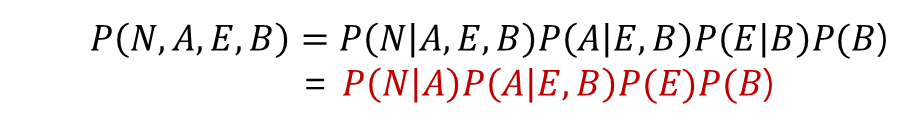 P(N, A, E, B) = P(N|A, E, B)P(A|E, B)P(E|B)P(B)
= P(N|A)P(A|E, B)P(E)P(B)